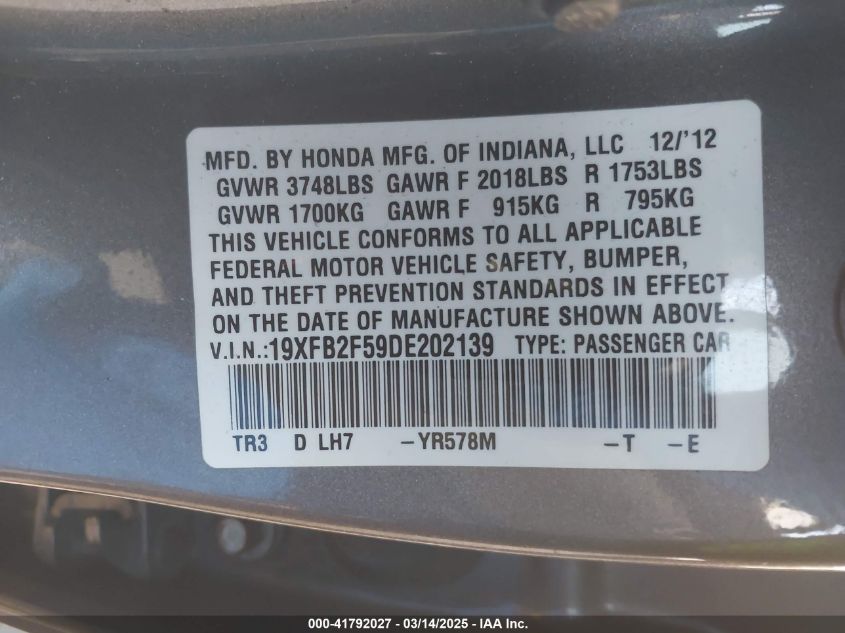 MFD. BY HONDA MFG. OF INDIANA, LLC 12/'12
GVWR 3748LBS GAWR F 2018LBS R 1753LBS
GVWR 1700KG GAWR F 915KG R 795KG
THIS VEHICLE CONFORMS TO ALL APPLICABLE
FEDERAL MOTOR VEHICLE SAFETY, BUMPER,
AND THEFT PREVENTION STANDARDS IN EFFECT
ON THE DATE OF MANUFACTURE SHOWN ABOVE.
V.I.N.:19XFB2F59DE202139 TYPE: PASSENGER CAR
TR3 D LH7 –YR578M –T –E
000-41792027 - 03/14/2025 - IAA Inc.